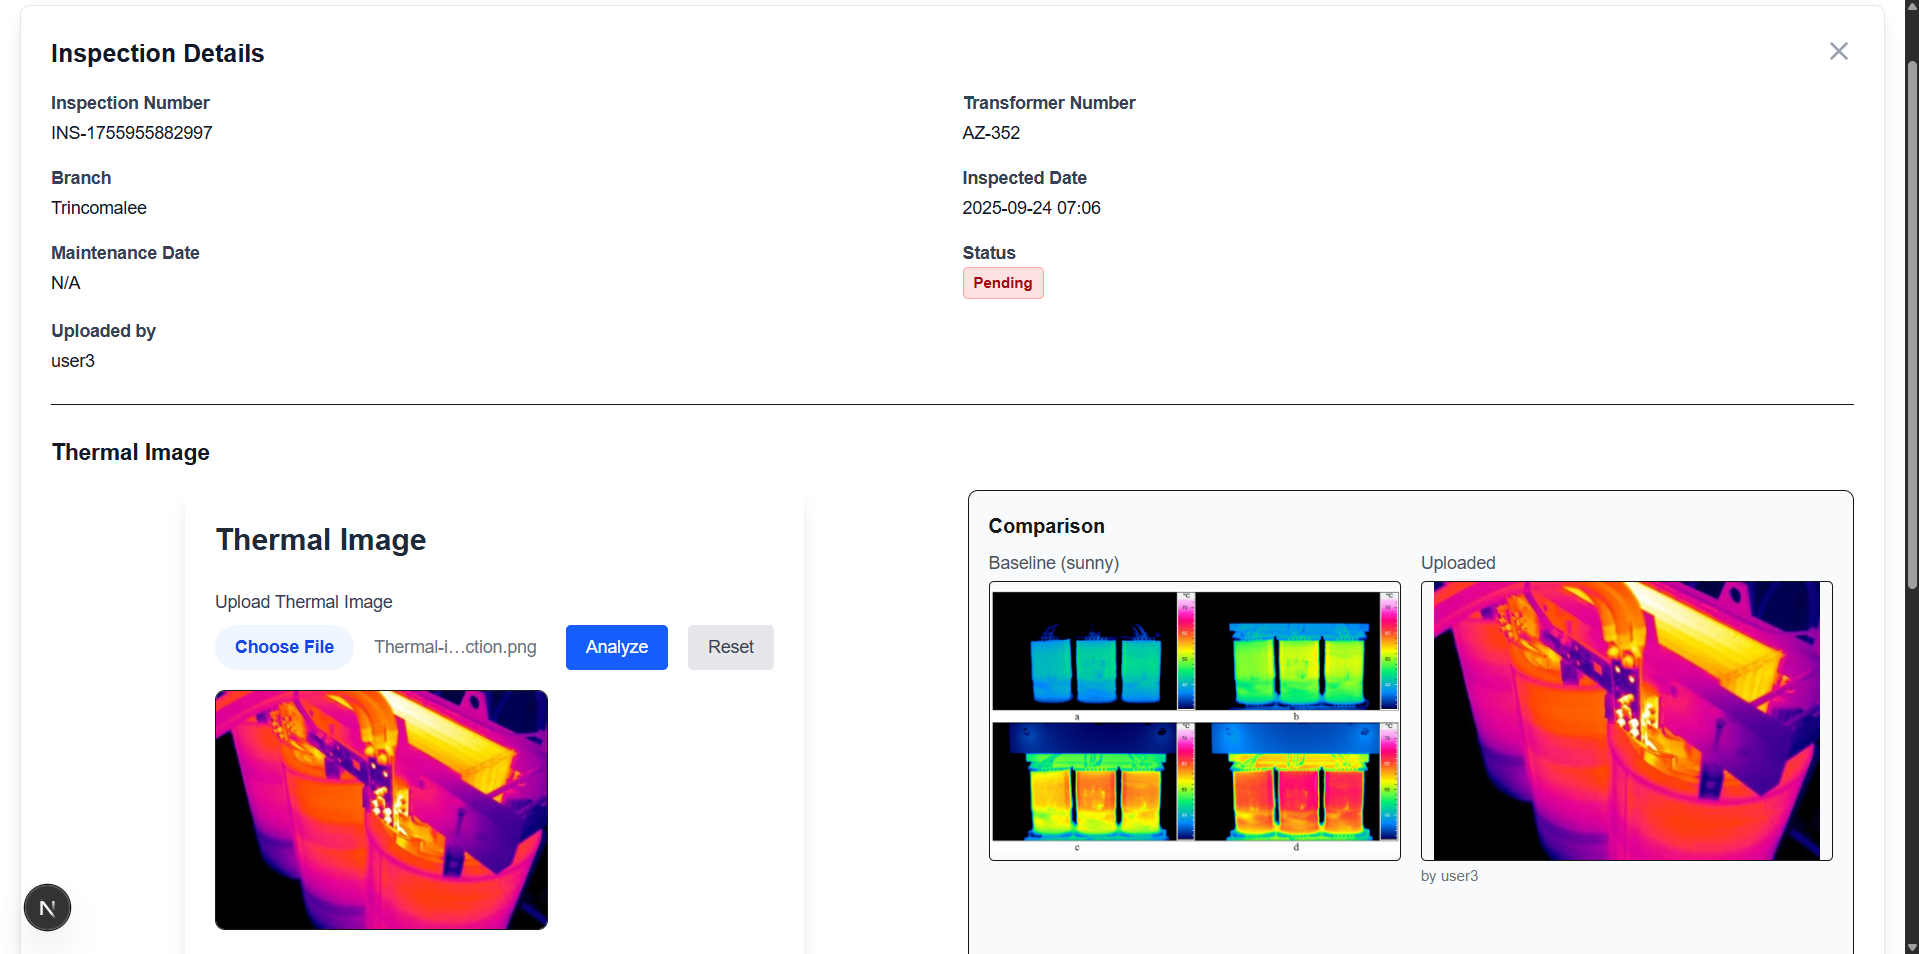 Inspection Details
Inspection Number
INS-1755955882997
Transformer Number
AZ-352
Branch
Trincomalee
Inspected Date
2025-09-24 07:06
Maintenance Date
N/A
Status
Pending
Uploaded by
user3
Thermal Image
Thermal Image
Upload Thermal Image
Choose File
Thermal-i...ction.png
Analyze
Reset
Comparison
Baseline (sunny)
Uploaded
a
b
c
d
by user3
N